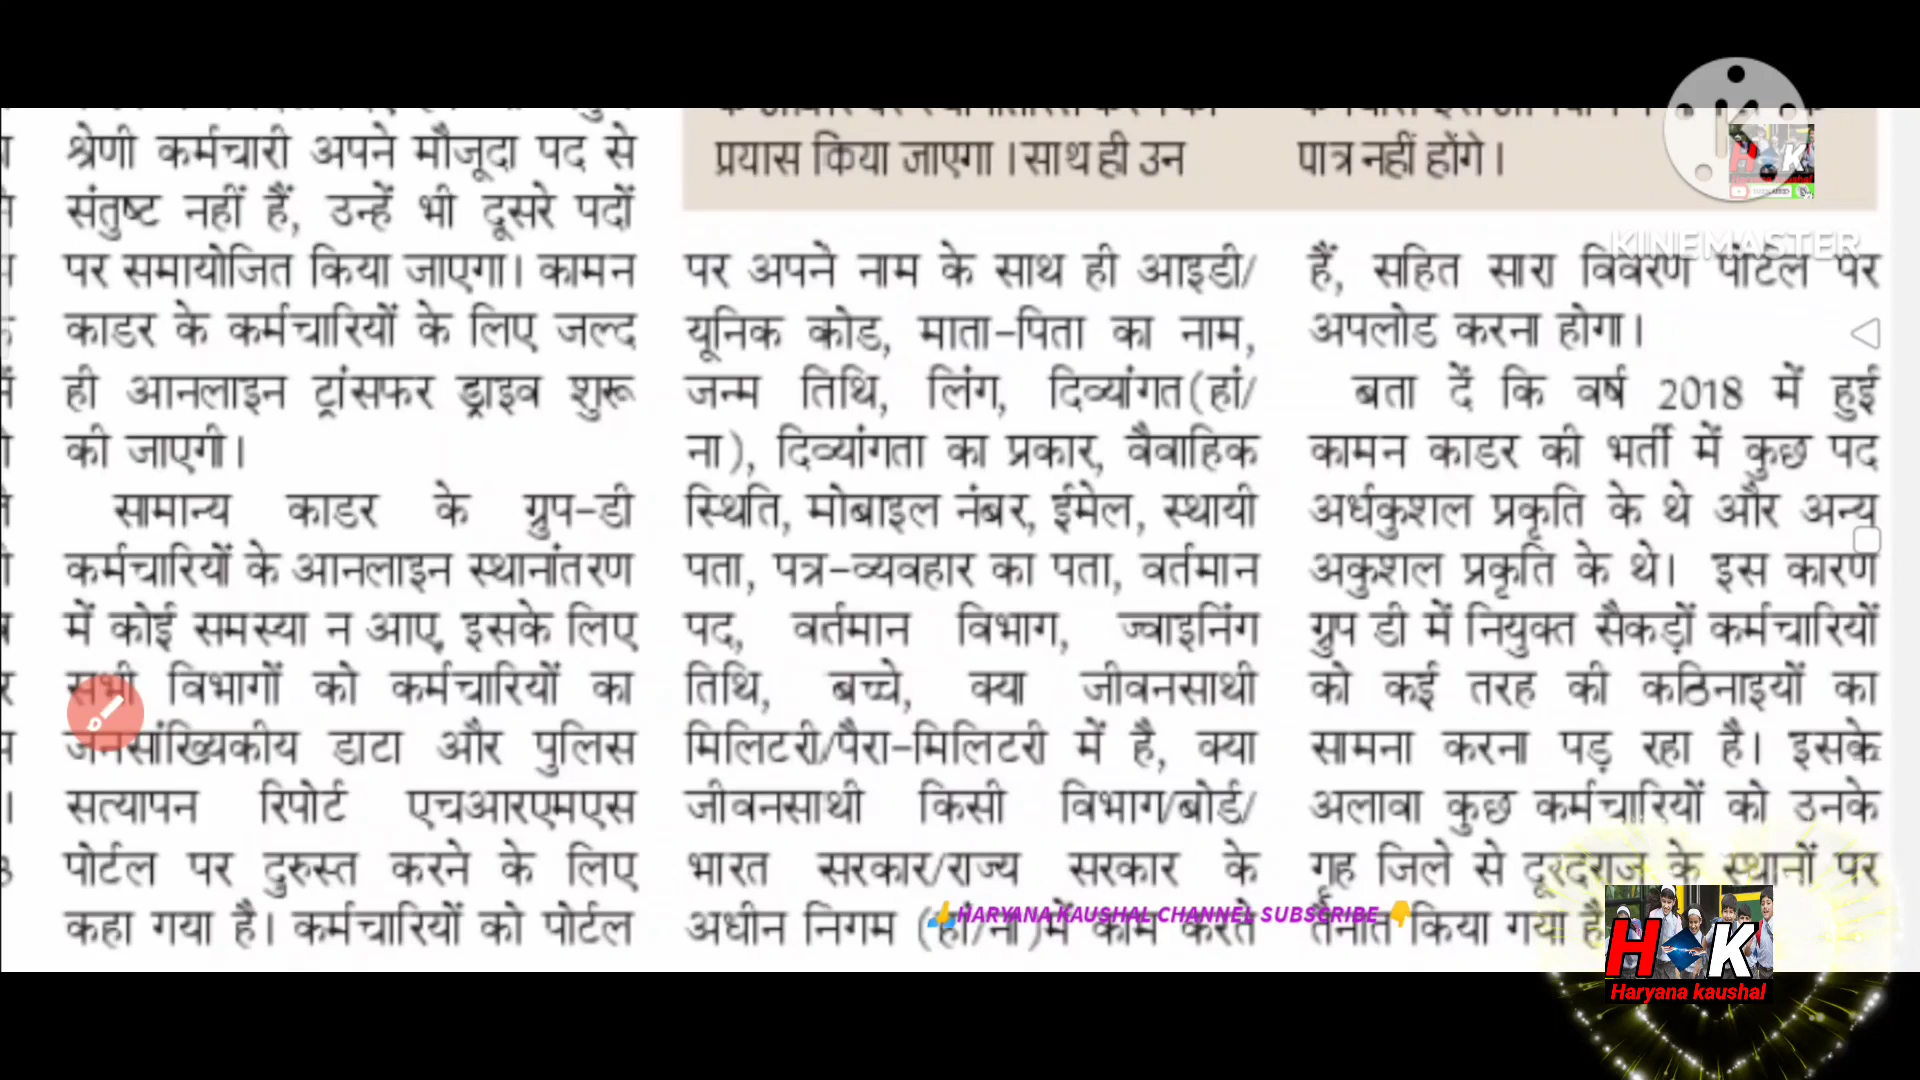 श्रेणी कर्मचारी अपने मौजूदा पद से
संतुष्ट नहीं हैं, उन्हें भी दूसरे पदों
पर समायोजित किया जाएगा। कामन
काडर के कर्मचारियों के लिए जल्द
ही आनलाइन ट्रांसफर ड्राइव शुरू
की जाएगी।
सामान्य काडर के ग्रुप-डी
कर्मचारियों के आनलाइन स्थानांतरण
में कोई समस्या न आए, इसके लिए
सभी विभागों को कर्मचारियों का
जनसांख्यिकीय डाटा और पुलिस
सत्यापन रिपोर्ट एचआरएमएस
पोर्टल पर दुरुस्त करने के लिए
कहा गया है। कर्मचारियों को पोर्टल
प्रयास किया जाएगा। साथ ही उन
पात्र नहीं होंगे।
पर अपने नाम के साथ ही आइडी/
यूनिक कोड, माता-पिता का नाम,
जन्म तिथि, लिंग, दिव्यांगत(हां/
ना), दिव्यांगता का प्रकार, वैवाहिक
स्थिति, मोबाइल नंबर, ईमेल, स्थायी
पता, पत्र-व्यवहार का पता, वर्तमान
पद, वर्तमान विभाग, ज्वाइनिंग
तिथि, बच्चे, क्या जीवनसाथी
मिलिटरी/पैरा-मिलिटरी में है, क्या
जीवनसाथी किसी विभाग/बोर्ड/
भारत सरकार/राज्य सरकार के
अधीन निगम (हां/ना)में काम करते
हैं, सहित सारा विवरण पोर्टल पर
अपलोड करना होगा।
बता दें कि वर्ष 2018 में हुई
कामन काडर की भर्ती में कुछ पद
अर्धकुशल प्रकृति के थे और अन्य
अकुशल प्रकृति के थे। इस कारण
ग्रुप डी में नियुक्त सैकड़ों कर्मचारियों
को कई तरह की कठिनाइयों का
सामना करना पड़ रहा है। इसके
अलावा कुछ कर्मचारियों को उनके
गृह जिले से दूरदराज के स्थानों पर
तैनात किया गया है
KINEMASTER
👍HARYANA KAUSHAL CHANNEL SUBSCRIBE 👇
H K
Haryana kaushal